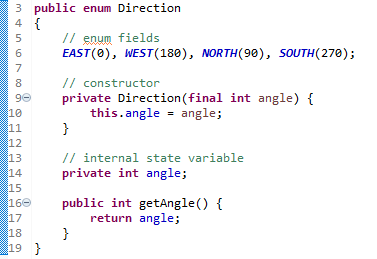 3 public enum Direction
4 {
5     // enum fields
6     EAST(0), WEST(180), NORTH(90), SOUTH(270);
7
8     // constructor
9     private Direction(final int angle) {
10         this.angle = angle;
11     }
12
13     // internal state variable
14     private int angle;
15
16     public int getAngle() {
17         return angle;
18     }
19 }